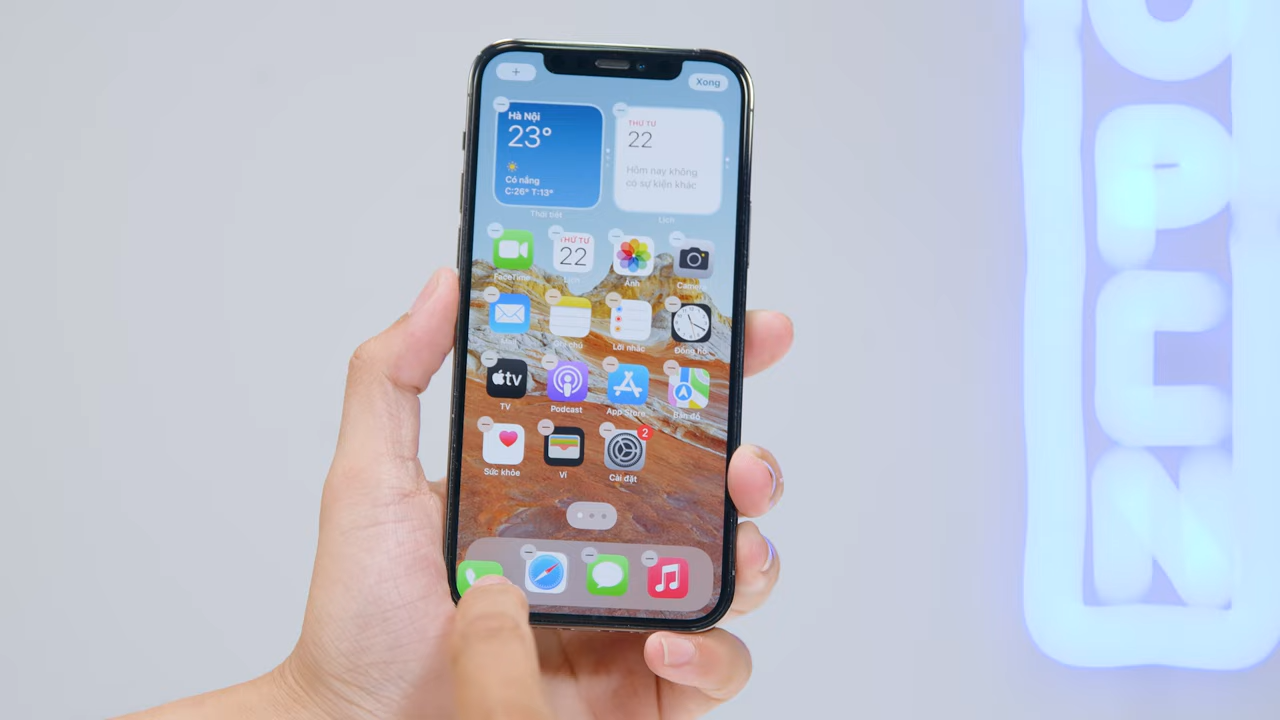 +
Xong
Hà Nội
23°
Có nắng
C:26° T:13°
Thời tiết
THỨ TƯ
22
Hôm nay không
có sự kiện khác
Lịch
FaceTime
THỨ TƯ
22
Ảnh
Camera
Lời nhắc
Đồng hồ
tv
TV
Podcast
App Store
Bản đồ
Sức khỏe
Ví
2
Cài đặt
OPEN